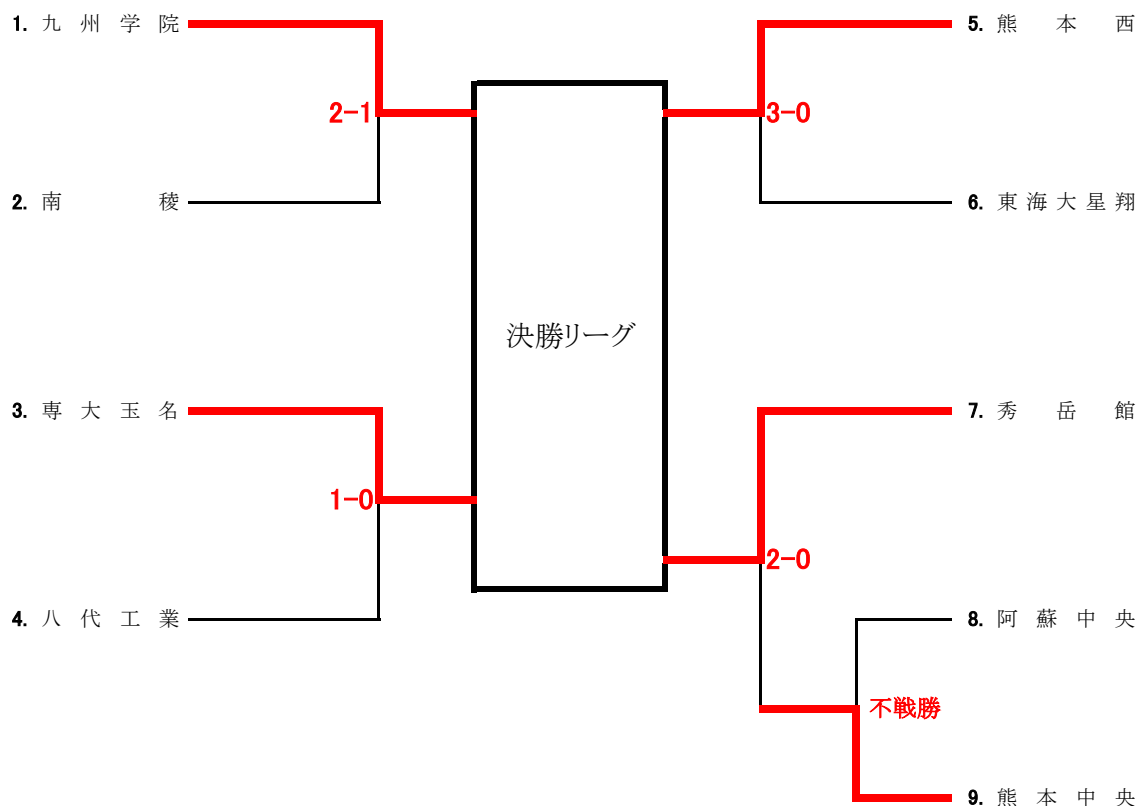 1. 九州学院
2-1
2. 南稜
3. 専大玉名
1-0
4. 八代工業
決勝リーグ
5. 熊本西
3-0
6. 東海大星翔
7. 秀岳館
2-0
8. 阿蘇中央
不戦勝
9. 熊本中央